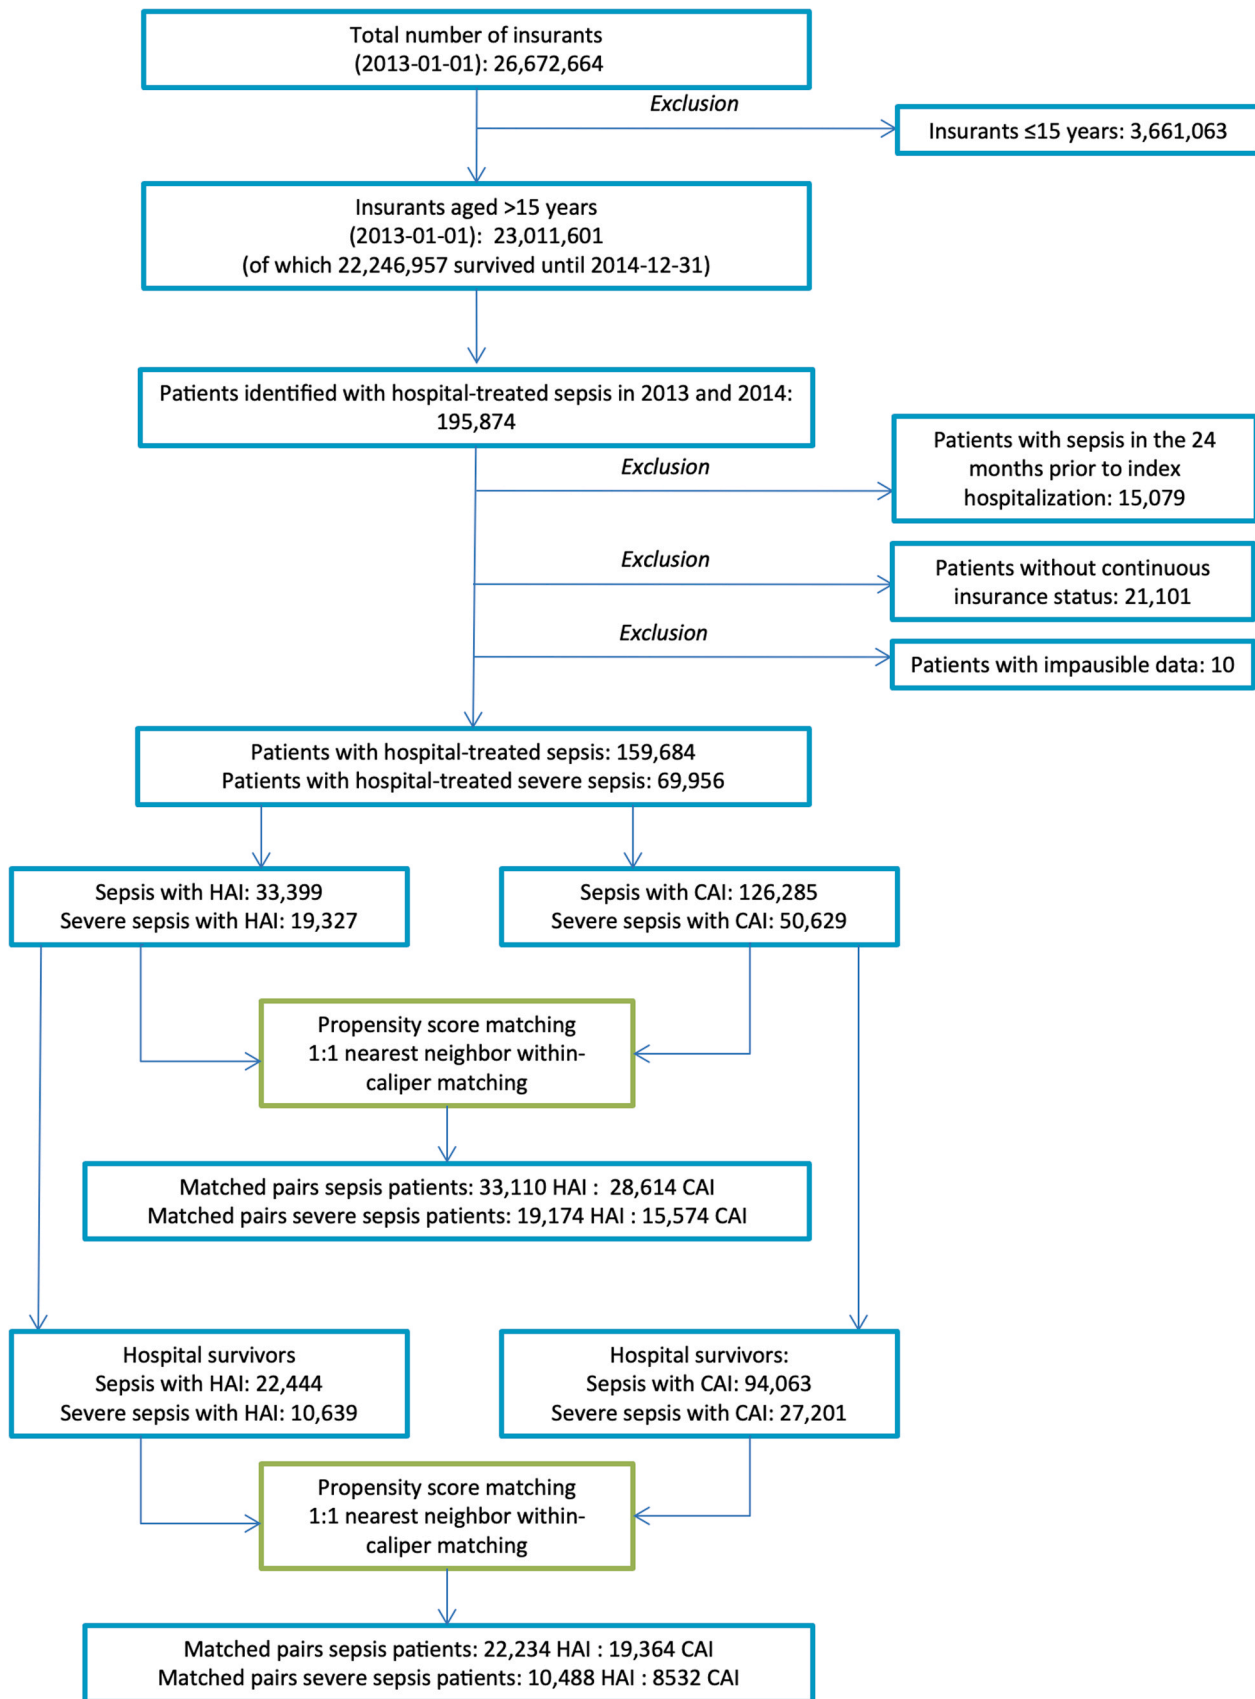 Total number of insurants
(2013-01-01): 26,672,664
Exclusion
Insurants ≤15 years: 3,661,063
Insurants aged >15 years
(2013-01-01): 23,011,601
(of which 22,246,957 survived until 2014-12-31)
Patients identified with hospital-treated sepsis in 2013 and 2014:
195,874
Exclusion
Patients with sepsis in the 24
months prior to index
hospitalization: 15,079
Exclusion
Patients without continuous
insurance status: 21,101
Exclusion
Patients with impausible data: 10
Patients with hospital-treated sepsis: 159,684
Patients with hospital-treated severe sepsis: 69,956
Sepsis with HAI: 33,399
Severe sepsis with HAI: 19,327
Sepsis with CAI: 126,285
Severe sepsis with CAI: 50,629
Propensity score matching
1:1 nearest neighbor within-
caliper matching
Matched pairs sepsis patients: 33,110 HAI : 28,614 CAI
Matched pairs severe sepsis patients: 19,174 HAI : 15,574 CAI
Hospital survivors
Sepsis with HAI: 22,444
Severe sepsis with HAI: 10,639
Hospital survivors:
Sepsis with CAI: 94,063
Severe sepsis with CAI: 27,201
Propensity score matching
1:1 nearest neighbor within-
caliper matching
Matched pairs sepsis patients: 22,234 HAI : 19,364 CAI
Matched pairs severe sepsis patients: 10,488 HAI : 8532 CAI